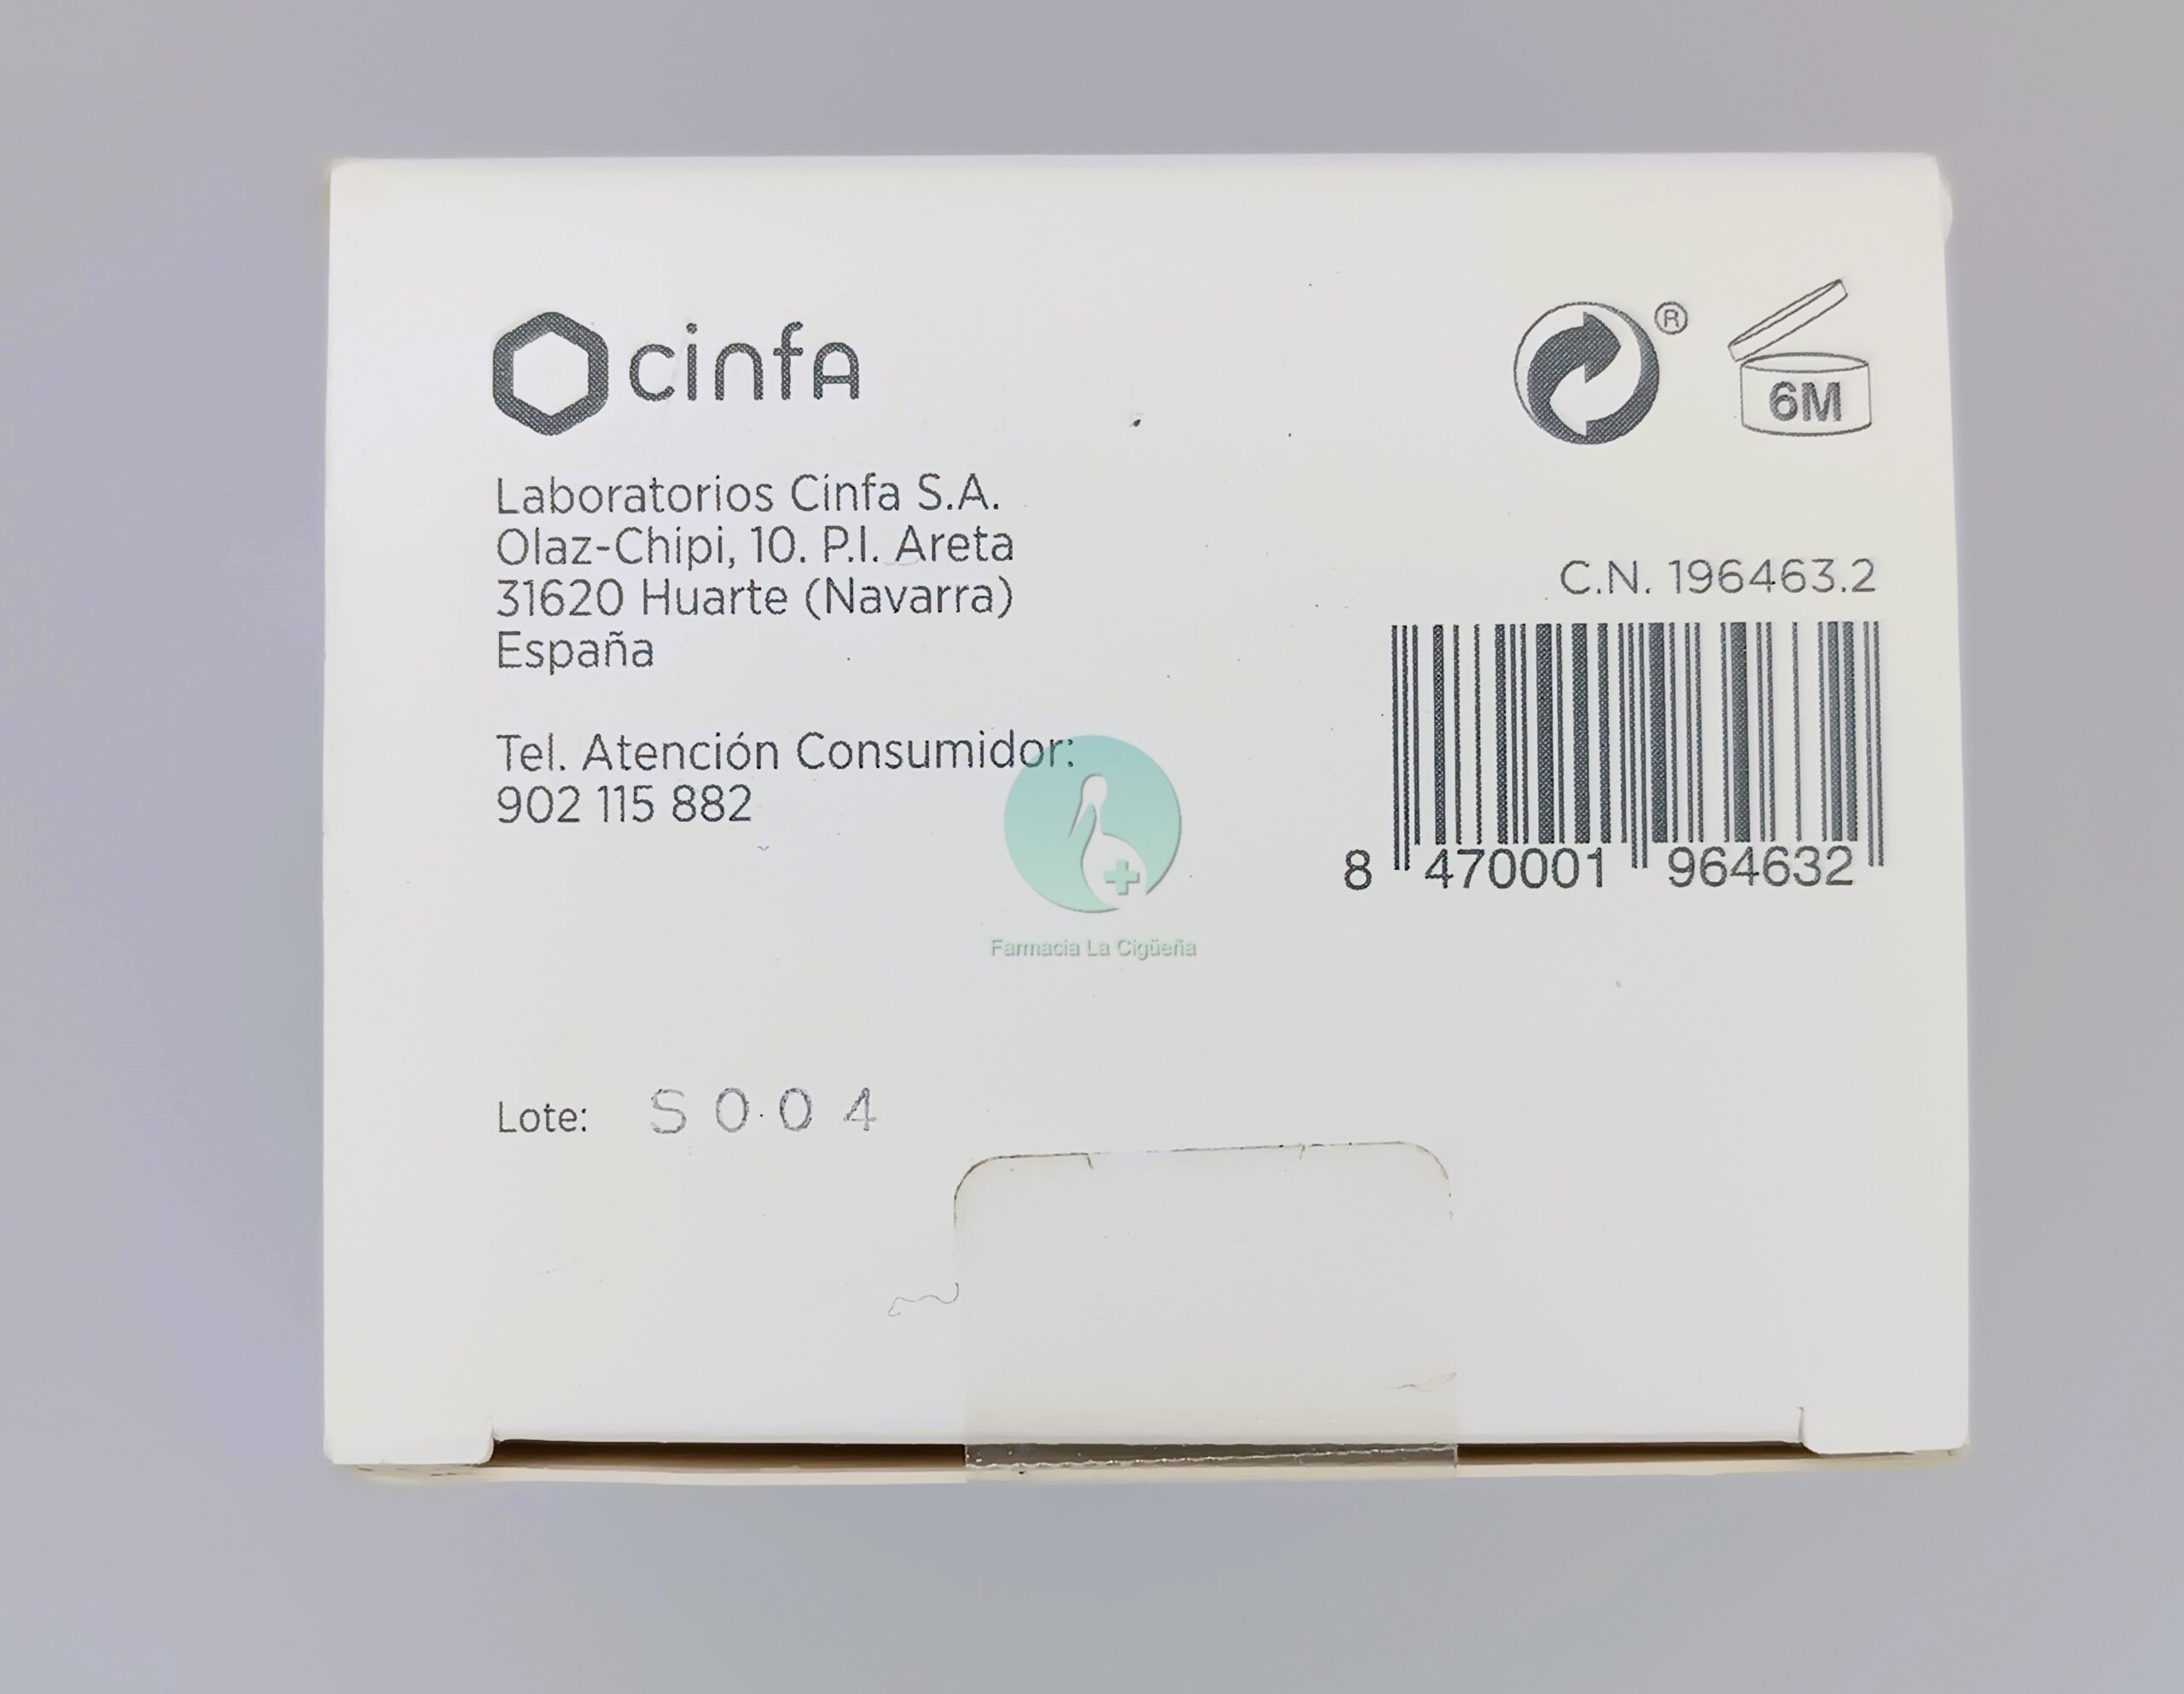 cinfa
®
6M
Laboratorios Cinfa S.A.
Olaz-Chipi, 10. P.I. Areta
31620 Huarte (Navarra)
España
C.N. 196463.2
Tel. Atención Consumidor:
902 115 882
8 470001 964632
Farmacia La Cigüeña
Lote: S004